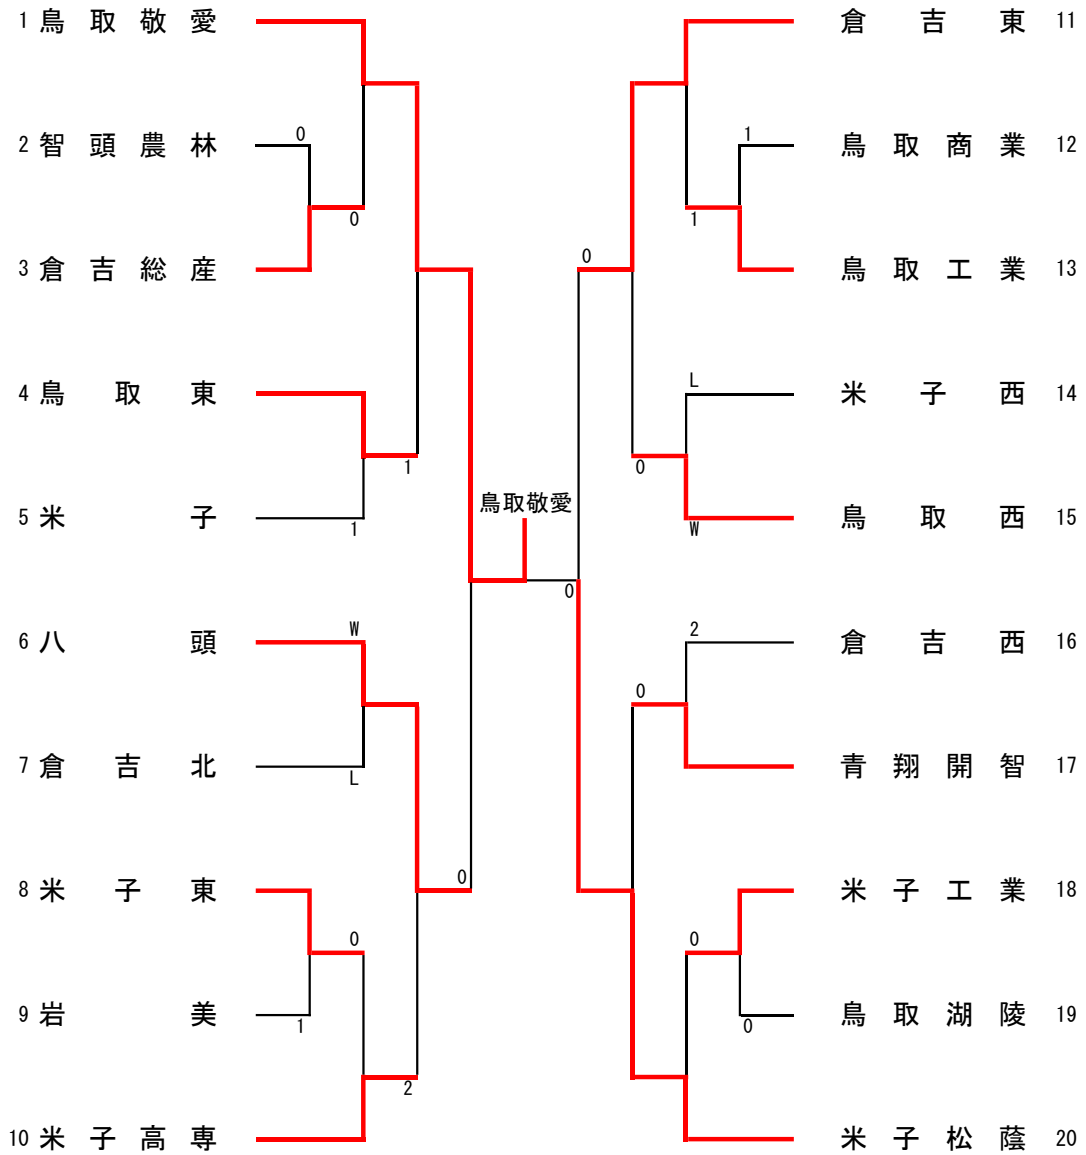 1 鳥取敬愛
2 智頭農林
0
3 倉吉総産
0
4 鳥取東
5 米子
1
1
6 八頭
W
7 倉吉北
L
8 米子東
0
9 岩美
1
0
10 米子高専
2
鳥取敬愛
0
倉吉東 11
1
鳥取商業 12
1
鳥取工業 13
0
L
米子西 14
0
鳥取西 15
W
2
倉吉西 16
0
青翔開智 17
米子工業 18
0
鳥取湖陵 19
0
米子松蔭 20